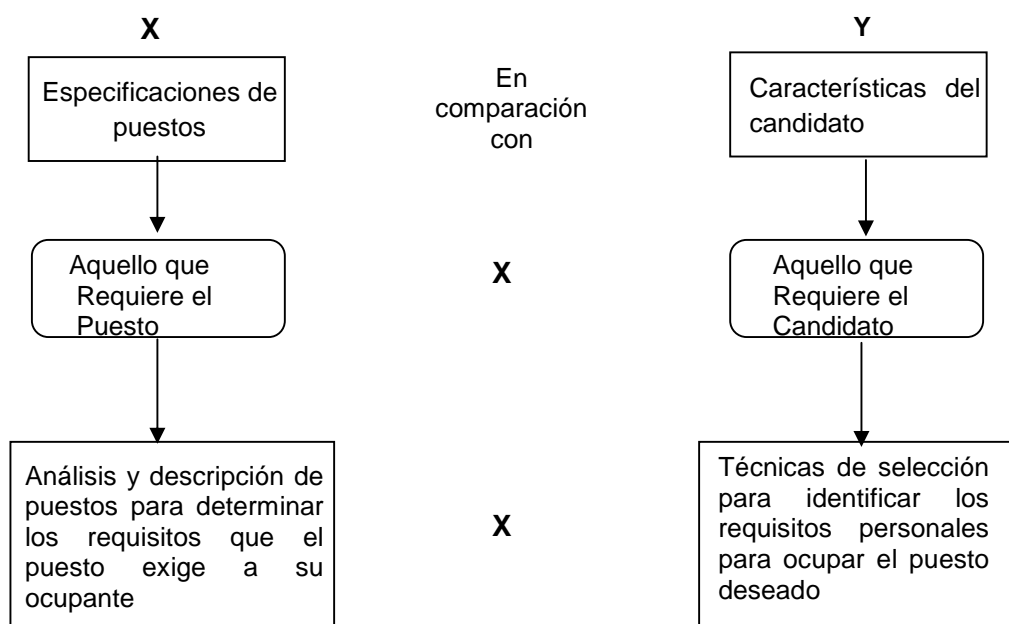 X
Y
Especificaciones de
puestos
En
comparación
con
Características del
candidato
Aquello que
Requiere el
Puesto
X
Aquello que
Requiere el
Candidato
Análisis y descripción de
puestos para determinar
los requisitos que el
puesto exige a su
ocupante
X
Técnicas de selección
para identificar los
requisitos personales
para ocupar el puesto
deseado